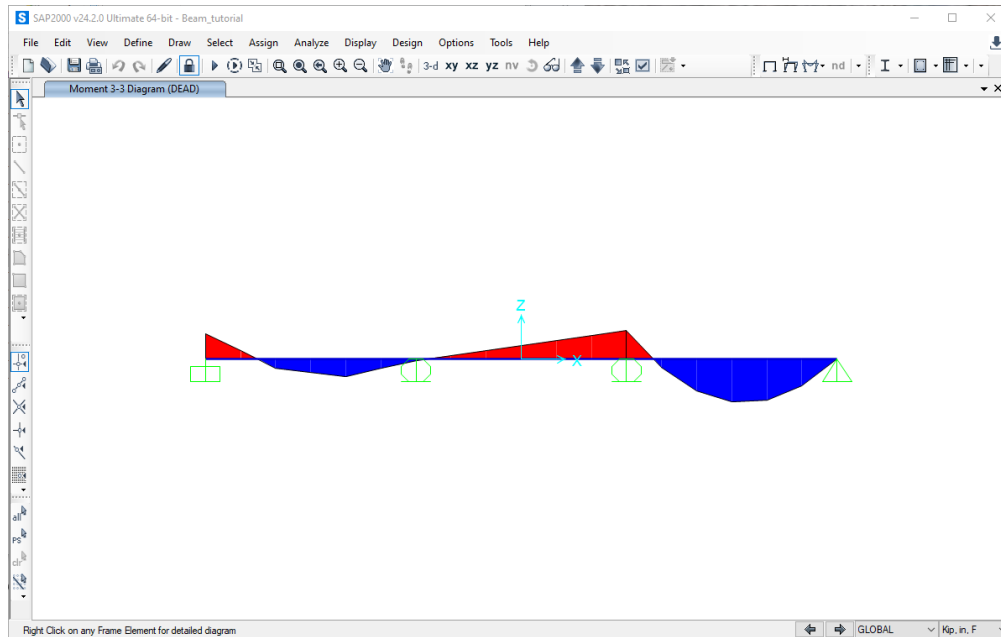 S SAP2000 v24.2.0 Ultimate 64-bit - Beam_tutorial
File Edit View Define Draw Select Assign Analyze Display Design Options Tools Help
3-d xy xz yz nv nd
Moment 3-3 Diagram (DEAD)
Z
X
all
PS
clr
Right Click on any Frame Element for detailed diagram GLOBAL Kip, in, F